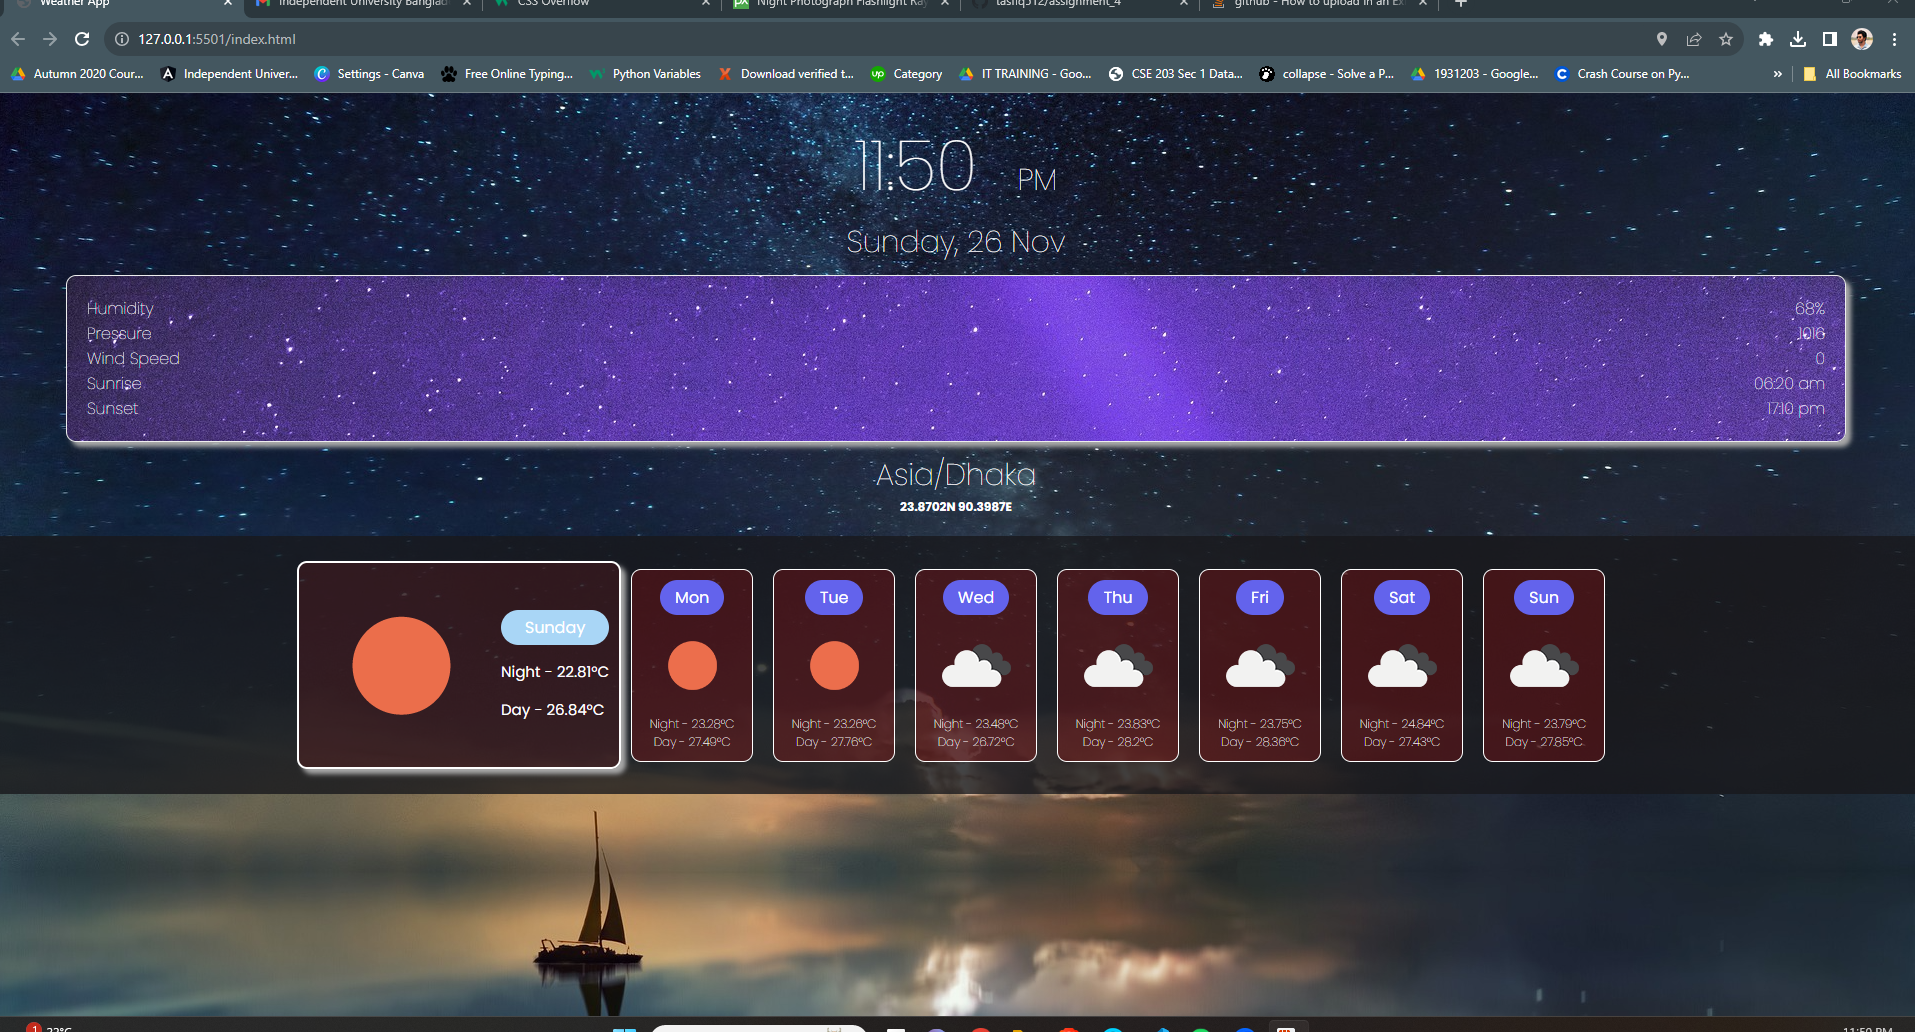 Weather App
Independent University Banglad
CSS Overflow
Night Photograph Flashlight Ray
tasfiq512/assignment_4
github - How to upload in an Ex
127.0.0.1:5501/index.html
Autumn 2020 Cour...
Independent Univer...
Settings - Canva
Free Online Typing...
Python Variables
Download verified t...
up Category
IT TRAINING - Goo...
CSE 203 Sec 1 Data...
collapse - Solve a P...
1931203 - Google...
Crash Course on Py...
»
All Bookmarks
11:50 PM
Sunday, 26 Nov
Humidity 68%
Pressure 1016
Wind Speed 0
Sunrise 06:20 am
Sunset 17:10 pm
Asia/Dhaka
23.8702N 90.3987E
Sunday
Night - 22.81°C
Day - 26.84°C
Mon
Night - 23.28°C
Day - 27.49°C
Tue
Night - 23.26°C
Day - 27.76°C
Wed
Night - 23.48°C
Day - 26.72°C
Thu
Night - 23.83°C
Day - 28.2°C
Fri
Night - 23.75°C
Day - 28.36°C
Sat
Night - 24.84°C
Day - 27.43°C
Sun
Night - 23.79°C
Day - 27.85°C
1
22°C
11:50 PM